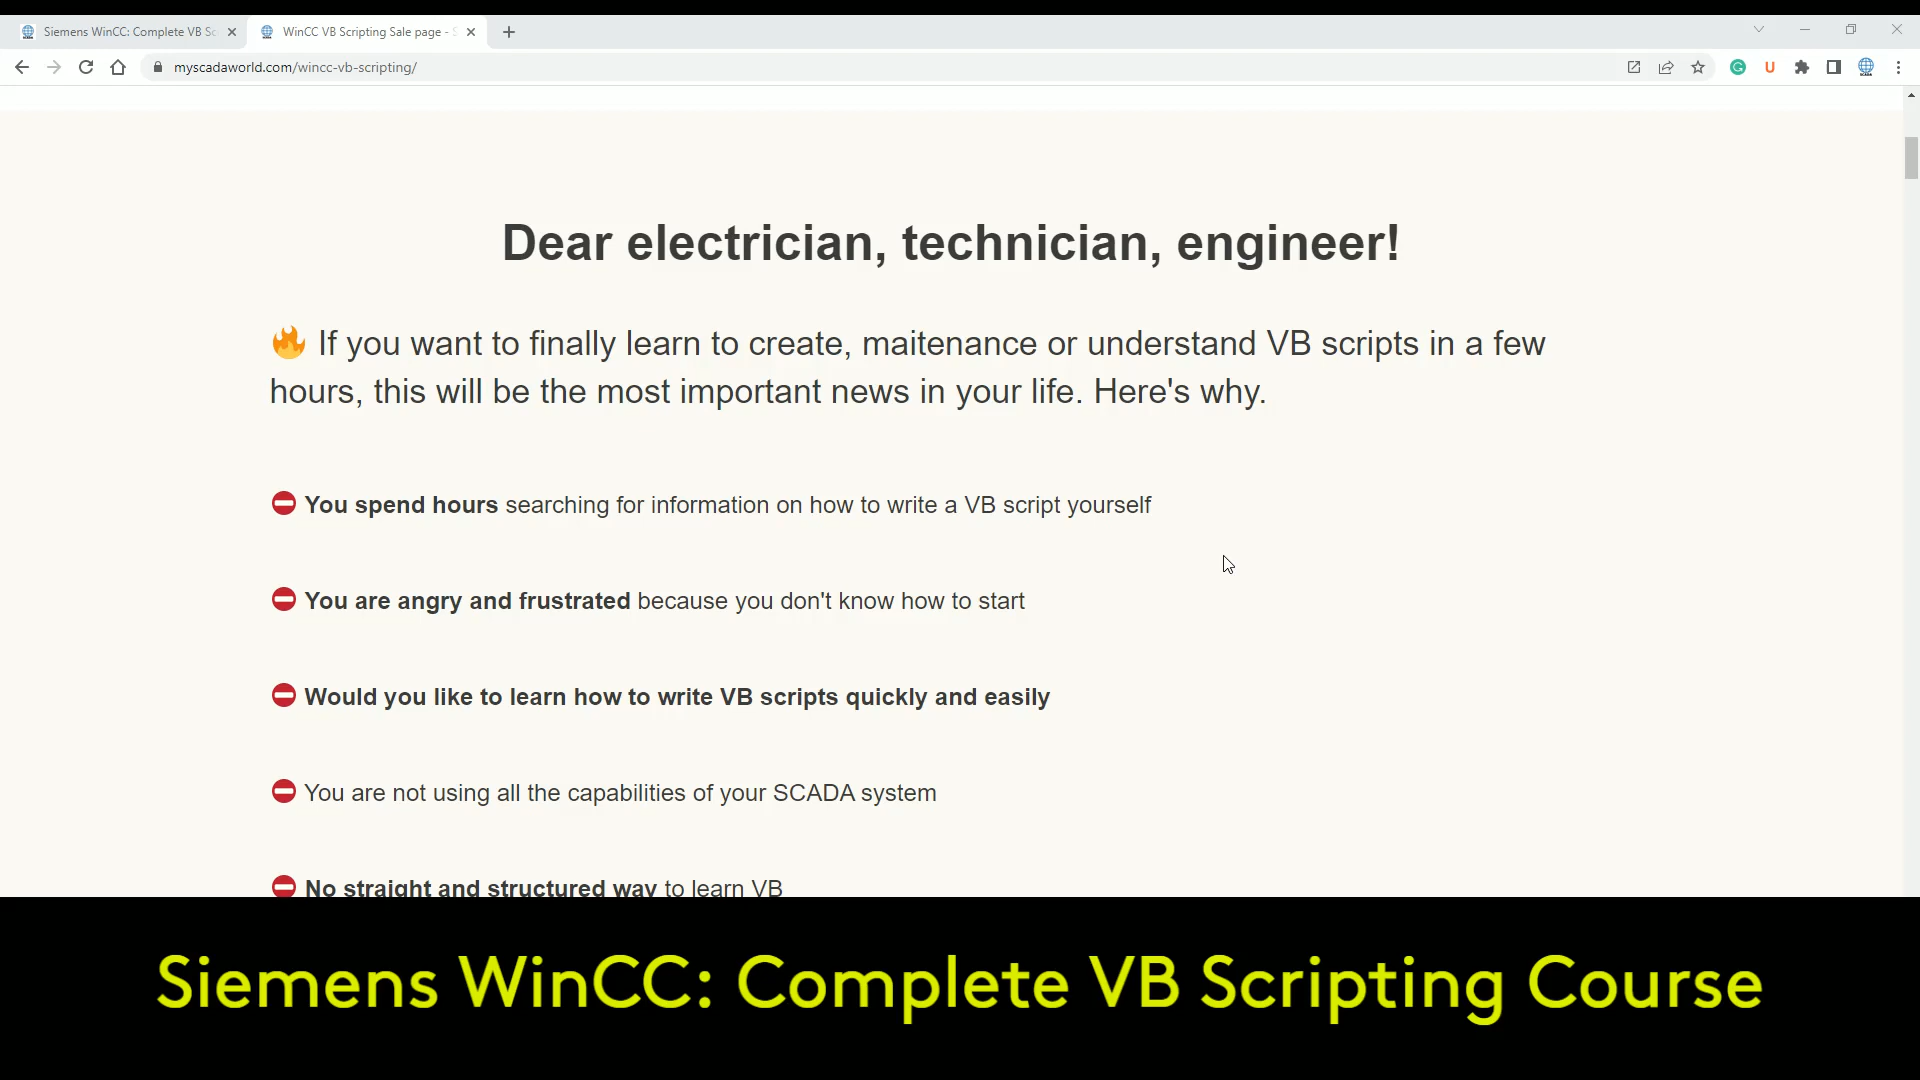 Siemens WinCC: Complete VB Sc
WinCC VB Scripting Sale page - S
myscadaworld.com/wincc-vb-scripting/
Dear electrician, technician, engineer!
🔥 If you want to finally learn to create, maitenance or understand VB scripts in a few
hours, this will be the most important news in your life. Here's why.
⛔ You spend hours searching for information on how to write a VB script yourself
⛔ You are angry and frustrated because you don't know how to start
⛔ Would you like to learn how to write VB scripts quickly and easily
⛔ You are not using all the capabilities of your SCADA system
⛔ No straight and structured way to learn VB
Siemens WinCC: Complete VB Scripting Course